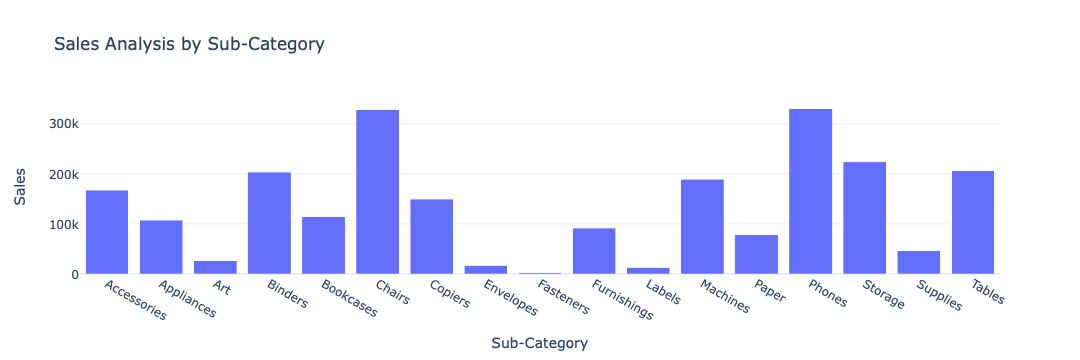 Sales Analysis by Sub-Category
300k
200k
100k
0
Sales
Accessories
Appliances
Art
Binders
Bookcases
Chairs
Copiers
Envelopes
Fasteners
Furnishings
Labels
Machines
Paper
Phones
Storage
Supplies
Tables
Sub-Category